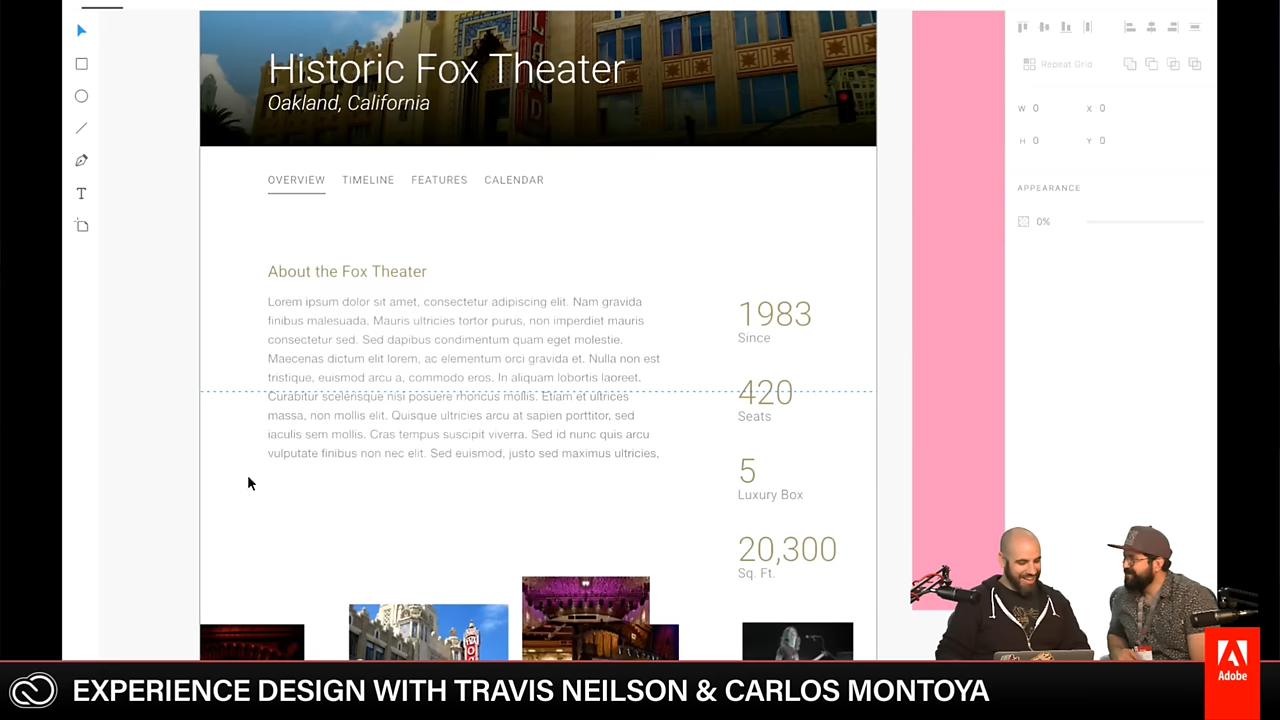 Historic Fox Theater
Oakland, California
OVERVIEW TIMELINE FEATURES CALENDAR
About the Fox Theater
Lorem ipsum dolor sit amet, consectetur adipiscing elit. Nam gravida
finibus malesuada. Mauris ultricies tortor purus, non imperdiet mauris
consectetur sed. Sed dapibus condimentum quam eget molestie.
Maecenas dictum elit lorem, ac elementum orci gravida et. Nulla non est
tristique, euismod arcu a, commodo eros. In aliquam lobortis laoreet.
Curabitur scelerisque nisi posuere rhoncus mollis. Etiam et ultrices
massa, non mollis elit. Quisque ultricies arcu at sapien porttitor, sed
iaculis sem mollis. Cras tempus suscipit viverra. Sed id nunc quis arcu
vulputate finibus non nec elit. Sed euismod, justo sed maximus ultricies,
1983
Since
420
Seats
5
Luxury Box
20,300
Sq. Ft.
Repeat Grid
W 0 X 0
H 0 Y 0
APPEARANCE
0%
T
EXPERIENCE DESIGN WITH TRAVIS NEILSON & CARLOS MONTOYA
Adobe